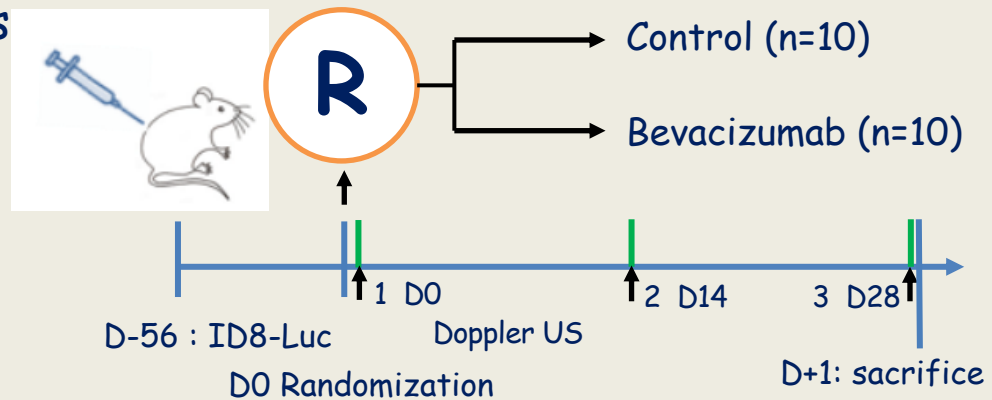 s
R
Control (n=10)
Bevacizumab (n=10)
1 D0
2 D14
3 D28
D-56 : ID8-Luc
Doppler US
D0 Randomization
D+1: sacrifice